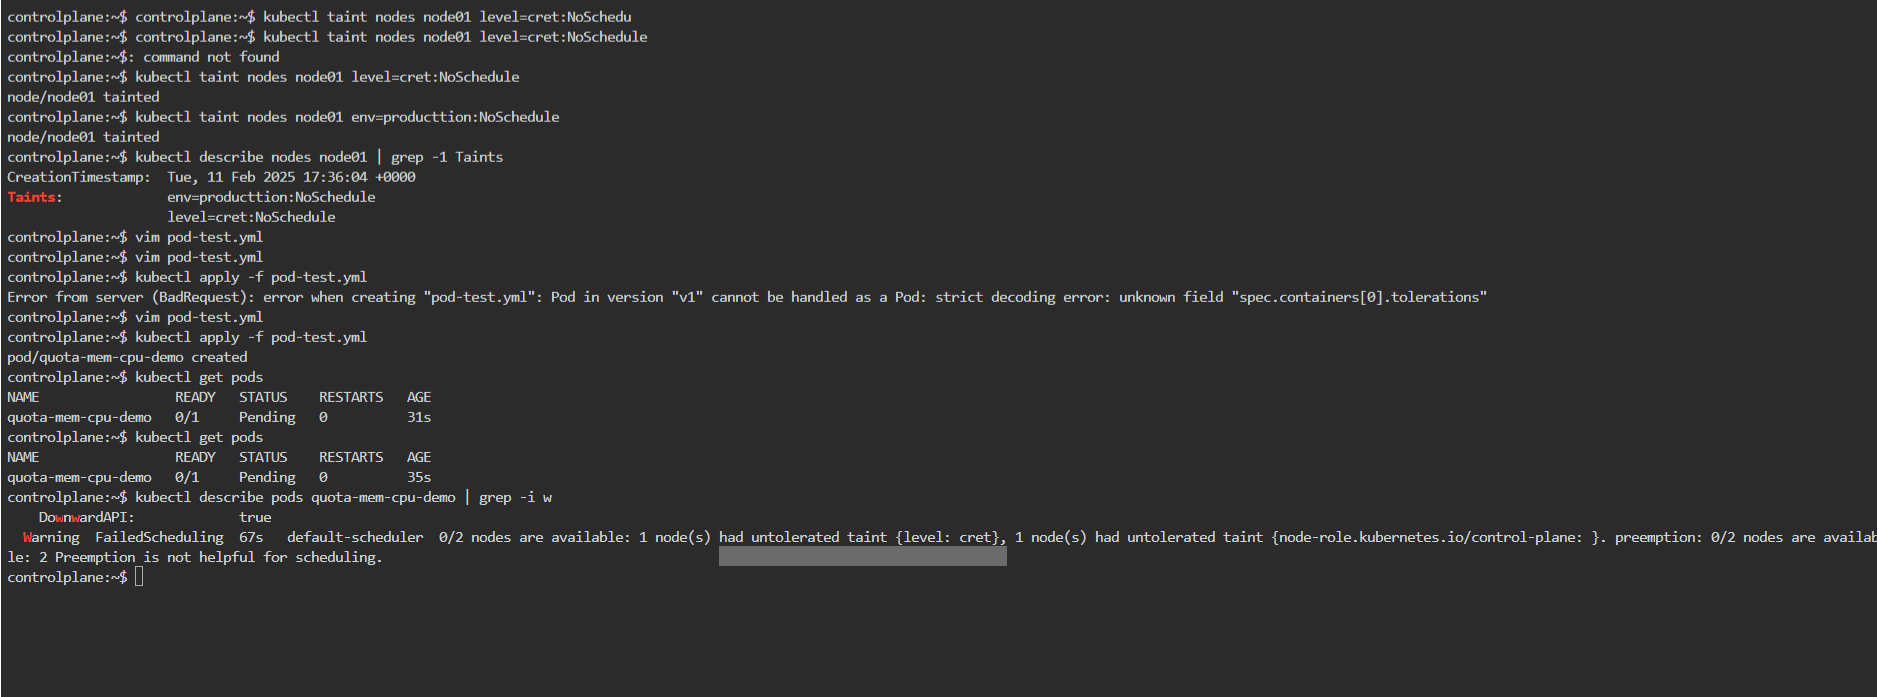 controlplane:~$ controlplane:~$ kubectl taint nodes node01 level=cret:NoSchedu
controlplane:~$ controlplane:~$ kubectl taint nodes node01 level=cret:NoSchedule
controlplane:~$: command not found
controlplane:~$ kubectl taint nodes node01 level=cret:NoSchedule
node/node01 tainted
controlplane:~$ kubectl taint nodes node01 env=producttion:NoSchedule
node/node01 tainted
controlplane:~$ kubectl describe nodes node01 | grep -1 Taints
CreationTimestamp:  Tue, 11 Feb 2025 17:36:04 +0000
Taints:             env=producttion:NoSchedule
                    level=cret:NoSchedule
controlplane:~$ vim pod-test.yml
controlplane:~$ vim pod-test.yml
controlplane:~$ kubectl apply -f pod-test.yml
Error from server (BadRequest): error when creating "pod-test.yml": Pod in version "v1" cannot be handled as a Pod: strict decoding error: unknown field "spec.containers[0].tolerations"
controlplane:~$ vim pod-test.yml
controlplane:~$ kubectl apply -f pod-test.yml
pod/quota-mem-cpu-demo created
controlplane:~$ kubectl get pods
NAME                 READY   STATUS    RESTARTS   AGE
quota-mem-cpu-demo   0/1     Pending   0          31s
controlplane:~$ kubectl get pods
NAME                 READY   STATUS    RESTARTS   AGE
quota-mem-cpu-demo   0/1     Pending   0          35s
controlplane:~$ kubectl describe pods quota-mem-cpu-demo | grep -i w
    DownwardAPI:             true
  Warning  FailedScheduling  67s   default-scheduler  0/2 nodes are available: 1 node(s) had untolerated taint {level: cret}, 1 node(s) had untolerated taint {node-role.kubernetes.io/control-plane: }. preemption: 0/2 nodes are availab
le: 2 Preemption is not helpful for scheduling.
controlplane:~$